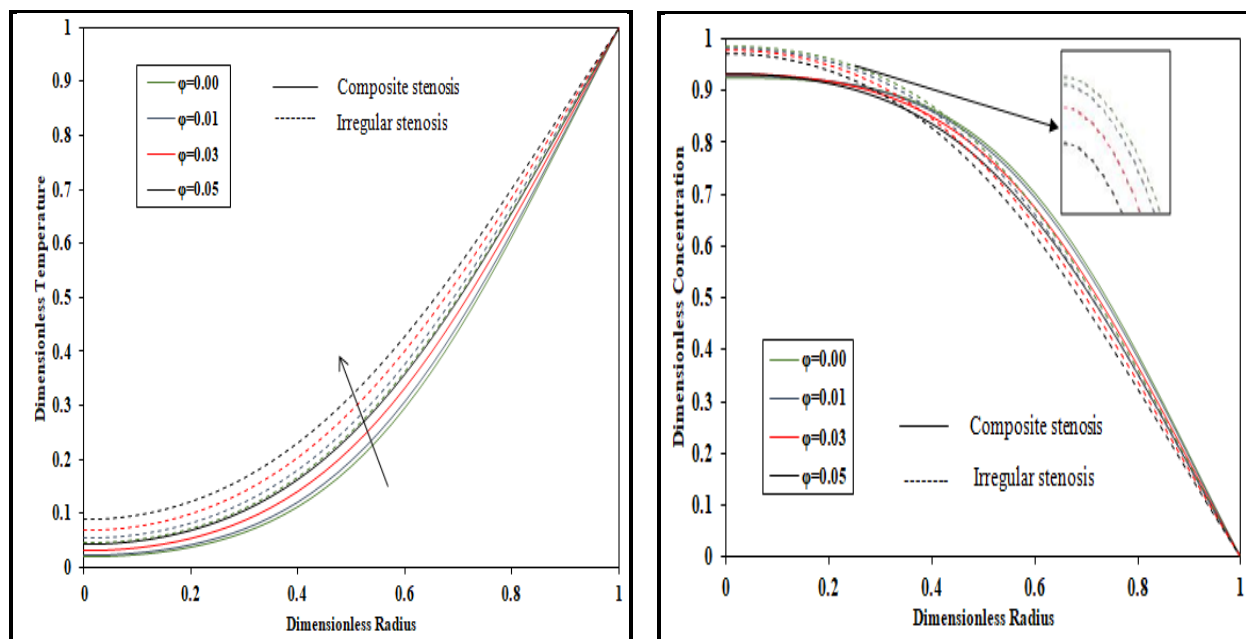 1
0.9
0.8
0.7
0.6
0.5
0.4
0.3
0.2
0.1
0
Dimensionless Temperature
φ=0.00
φ=0.01
φ=0.03
φ=0.05
Composite stenosis
Irregular stenosis
0 0.2 0.4 0.6 0.8 1
Dimensionless Radius
1
0.9
0.8
0.7
0.6
0.5
0.4
0.3
0.2
0.1
0
Dimensionless Concentration
φ=0.00
φ=0.01
φ=0.03
φ=0.05
Composite stenosis
Irregular stenosis
0 0.2 0.4 0.6 0.8 1
Dimensionless Radius